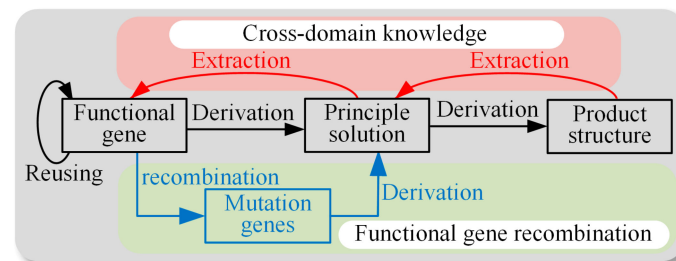 Cross-domain knowledge
Extraction
Extraction
Functional
gene
Derivation
Principle
solution
Derivation
Product
structure
Reusing
recombination
Mutation
genes
Derivation
Functional gene recombination